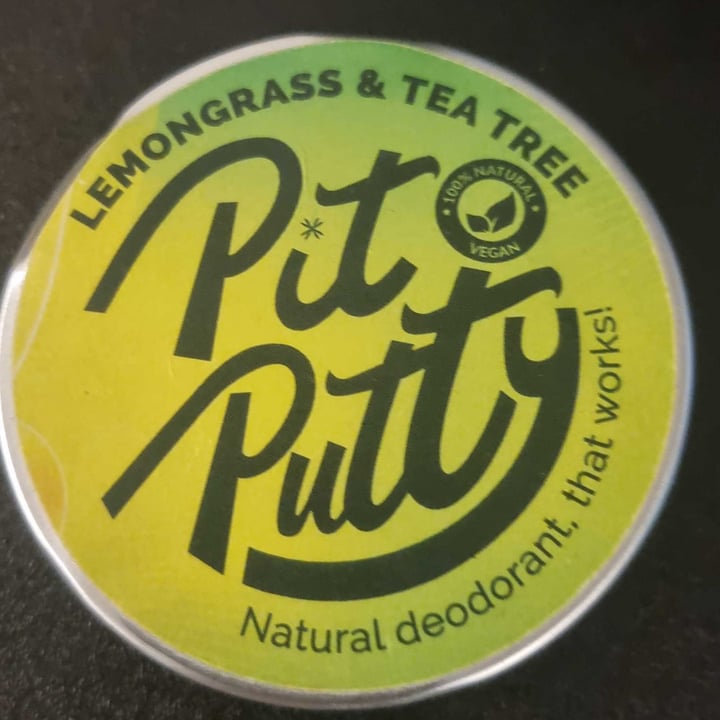 LEMONGRASS & TEA TREE
Pit
Putty
100% NATURAL
VEGAN
Natural deodorant, that works!